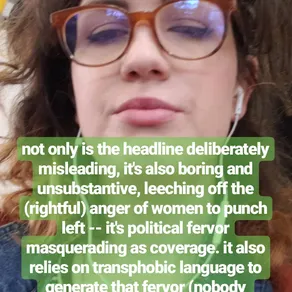 not only is the headline deliberately
misleading, it's also boring and
unsubstantive, leeching off the
(rightful) anger of women to punch
left -- it's political fervor
masquerading as coverage. it also
relies on transphobic language to
generate that fervor (nobody